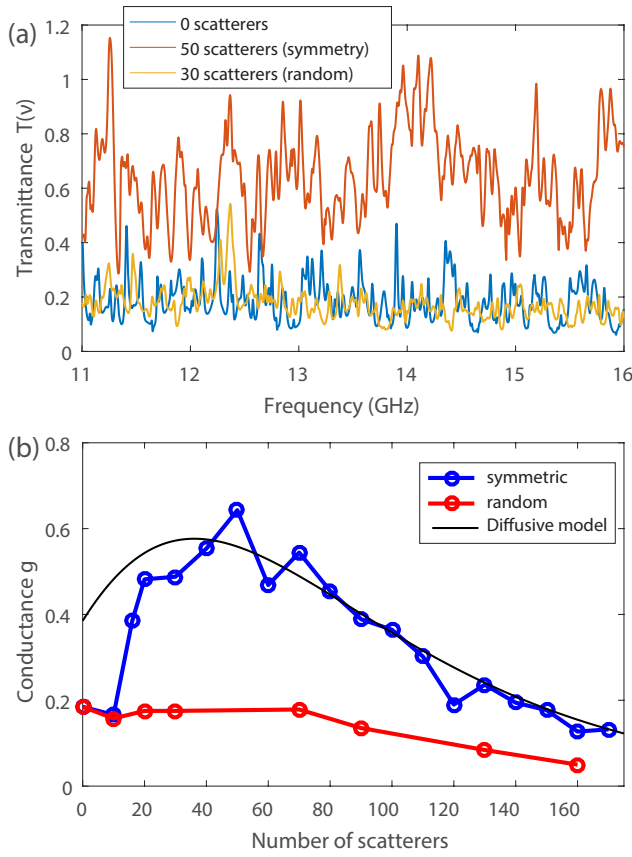 (a)
0 scatterers
50 scatterers (symmetry)
30 scatterers (random)
Transmittance T(ν)
1.2
1
0.8
0.6
0.4
0.2
0
11
12
13
14
15
16
Frequency (GHz)
(b)
symmetric
random
Diffusive model
Conductance g
0.8
0.6
0.4
0.2
0
0
20
40
60
80
100
120
140
160
Number of scatterers